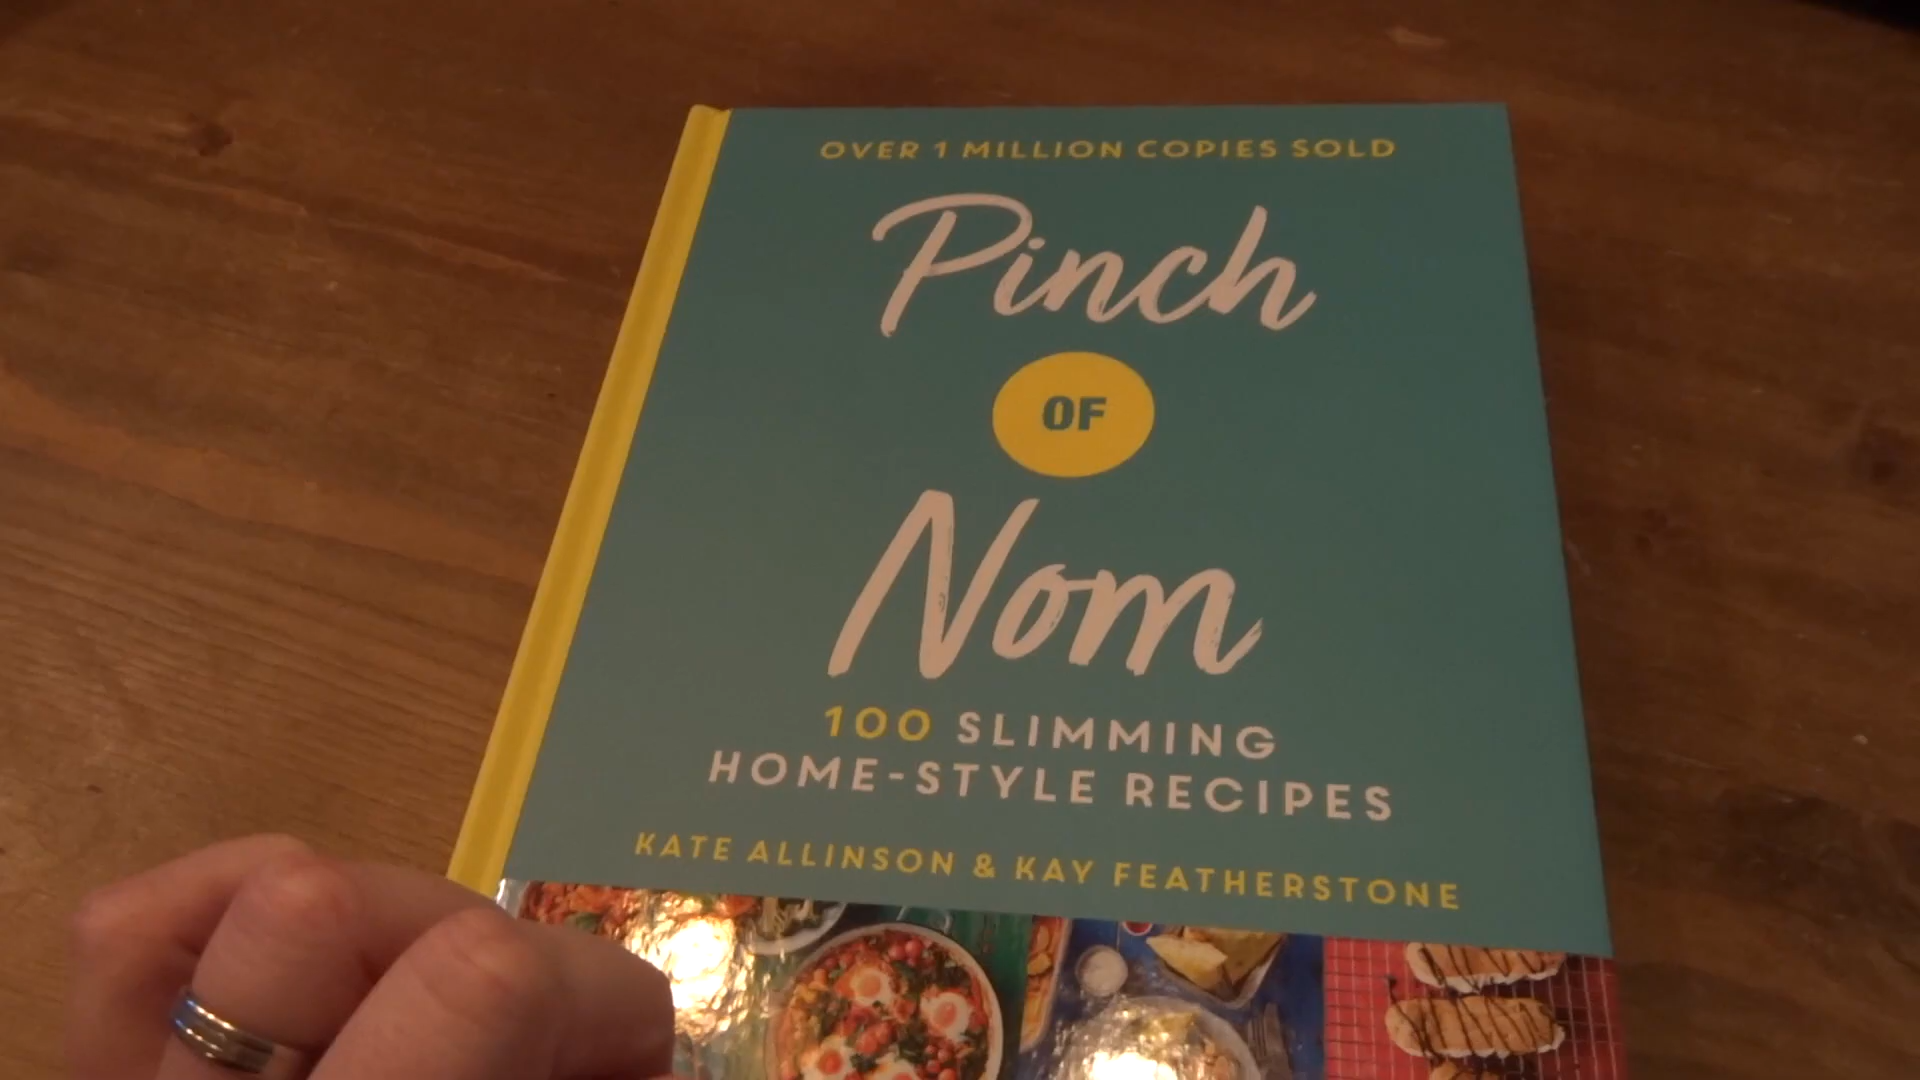 OVER 1 MILLION COPIES SOLD
Pinch
OF
Nom
100 SLIMMING
HOME-STYLE RECIPES
KATE ALLINSON & KAY FEATHERSTONE